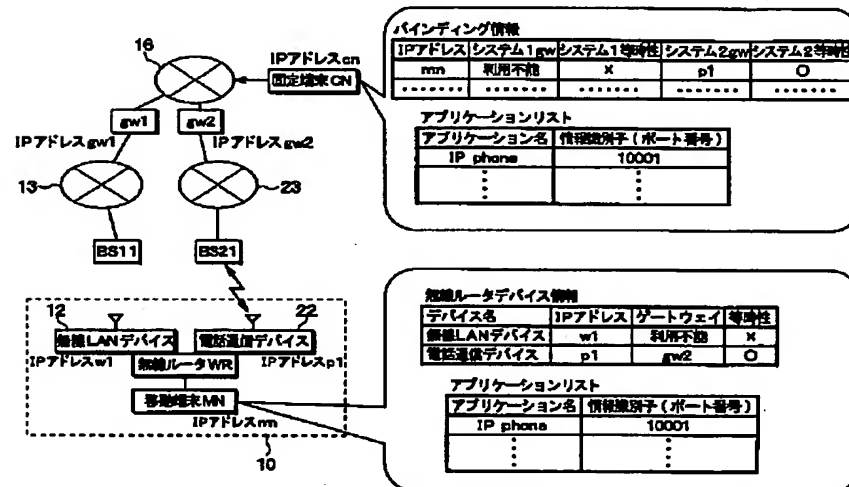 16
IPアドレスcn
固定端末CN
gw1
gw2
IPアドレスgw1
IPアドレスgw2
13
23
BS11
BS21
12
22
無線LANデバイス
電話通信デバイス
IPアドレスw1
無線ルータWR
IPアドレスp1
移動端末MN
IPアドレスmn
10
バインディング情報
IPアドレス システム1gw システム1等時性 システム2gw システム2等時性
mn 利用不能 × p1 ○
‥‥‥‥ ‥‥‥‥ ‥‥‥‥ ‥‥‥‥ ‥‥‥‥
アプリケーションリスト
アプリケーション名 情報識別子(ポート番号)
IP phone 10001
⋮ ⋮
無線ルータデバイス情報
デバイス名 IPアドレス ゲートウェイ 等時性
無線LANデバイス w1 利用不能 ×
電話通信デバイス p1 gw2 ○
アプリケーションリスト
アプリケーション名 情報識別子(ポート番号)
IP phone 10001
⋮ ⋮